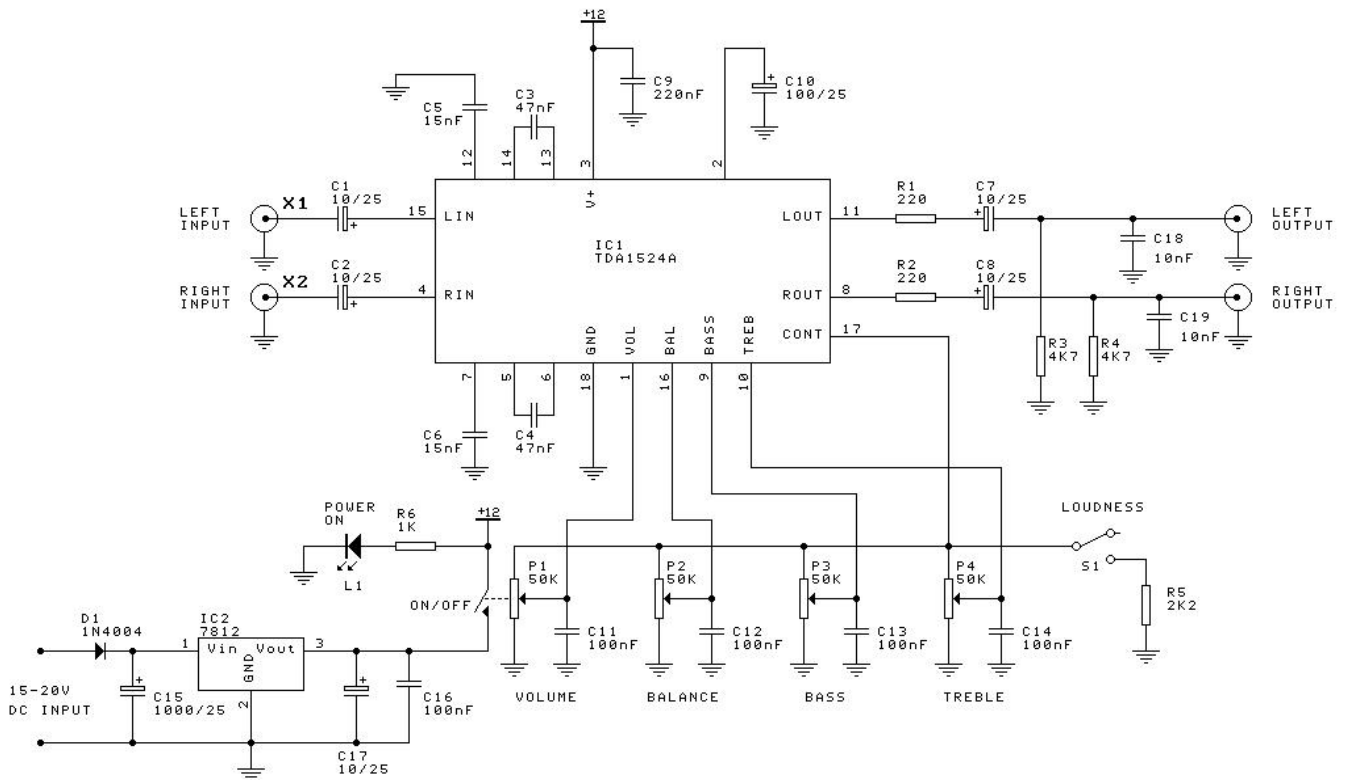 +12
C9
220nF
C10
100/25
+
C5
15nF
C3
47nF
12
14
13
3
2
V+
LEFT
INPUT
X1
C1
10/25
+
15
LIN
IC1
TDA1524A
LOUT
11
R1
220
C7
10/25
+
C18
10nF
LEFT
OUTPUT
RIGHT
INPUT
X2
C2
10/25
+
4
RIN
ROUT
8
R2
220
C8
10/25
+
C19
10nF
RIGHT
OUTPUT
CONT
17
GND
VOL
BAL
BASS
TREB
R3
4K7
R4
4K7
7
5
6
18
1
16
9
10
C6
15nF
C4
47nF
POWER
ON
L1
R6
1K
+12
ON/OFF
P1
50K
P2
50K
P3
50K
P4
50K
LOUDNESS
S1
R5
2K2
C11
100nF
C12
100nF
C13
100nF
C14
100nF
VOLUME
BALANCE
BASS
TREBLE
D1
1N4004
IC2
7812
1
Vin
Vout
3
GND
2
15-20V
DC INPUT
+
C15
1000/25
+
C16
100nF
C17
10/25